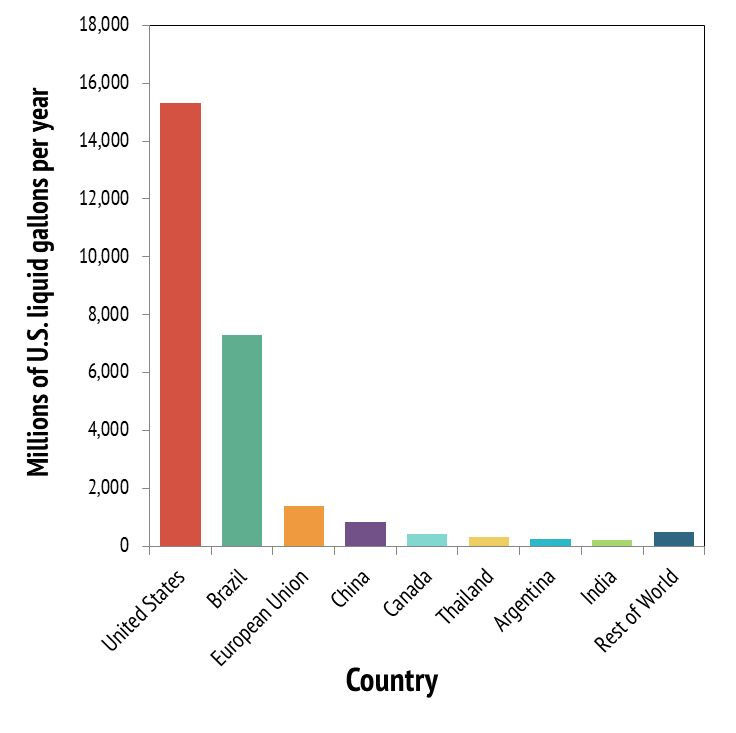 18,000
16,000
14,000
12,000
10,000
8,000
6,000
4,000
2,000
0
Millions of U.S. liquid gallons per year
United States
Brazil
European Union
China
Canada
Thailand
Argentina
India
Rest of World
Country